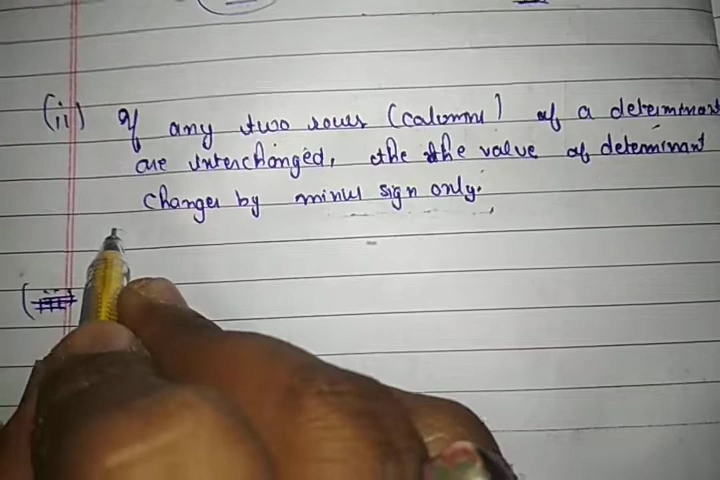 (ii) If any two rows (columns) of a determinant
are interchanged, the the value of determinant
changes by minus sign only.